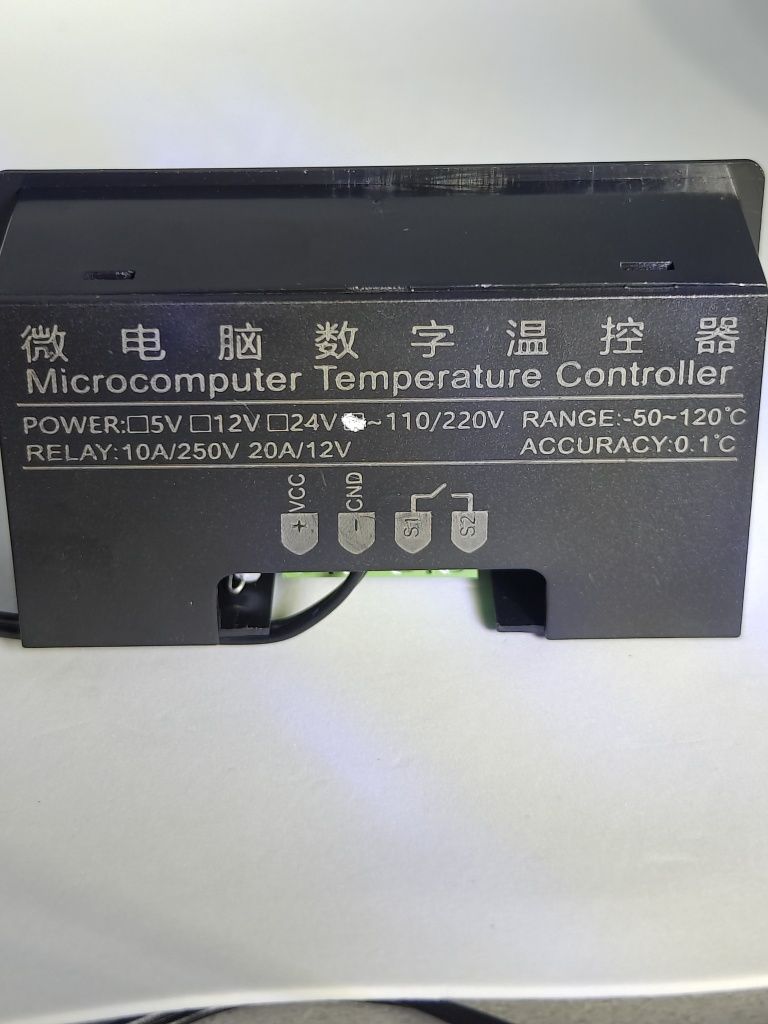 微电脑数字温控器
Microcomputer Temperature Controller
POWER:□5V □12V □24V ~110/220V RANGE:-50~120℃
RELAY:10A/250V 20A/12V ACCURACY:0.1℃
VCC CND
+ - S1 S2